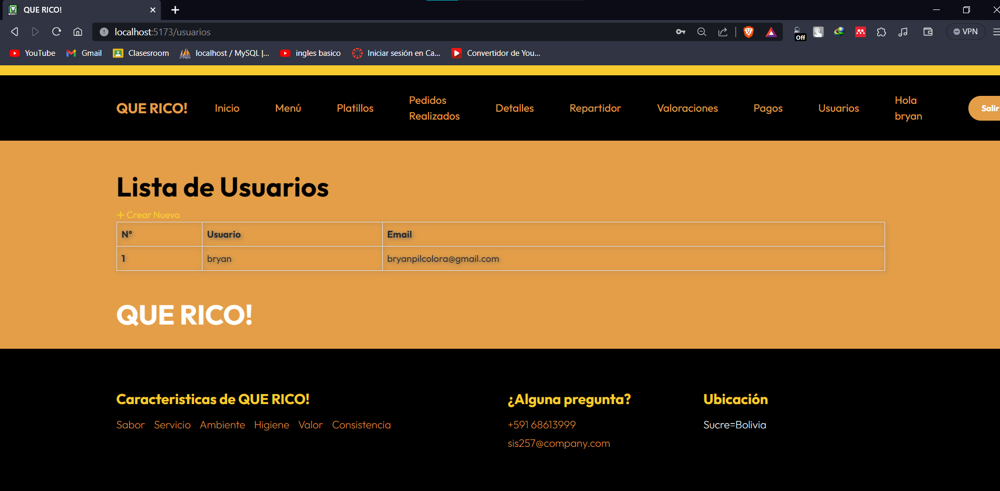 QUE RICO!
localhost:5173/usuarios
Off
VPN
YouTube Gmail Clasesroom localhost / MySQL |... ingles basico Iniciar sesión en Ca... Convertidor de You...
QUE RICO! Inicio Menú Platillos Pedidos Realizados Detalles Repartidor Valoraciones Pagos Usuarios Hola bryan Salir
Lista de Usuarios
+ Crear Nuevo
N° Usuario Email
1 bryan bryanpilcolora@gmail.com
QUE RICO!
Caracteristicas de QUE RICO!
Sabor Servicio Ambiente Higiene Valor Consistencia
¿Alguna pregunta?
+591 68613999
sis257@company.com
Ubicación
Sucre=Bolivia